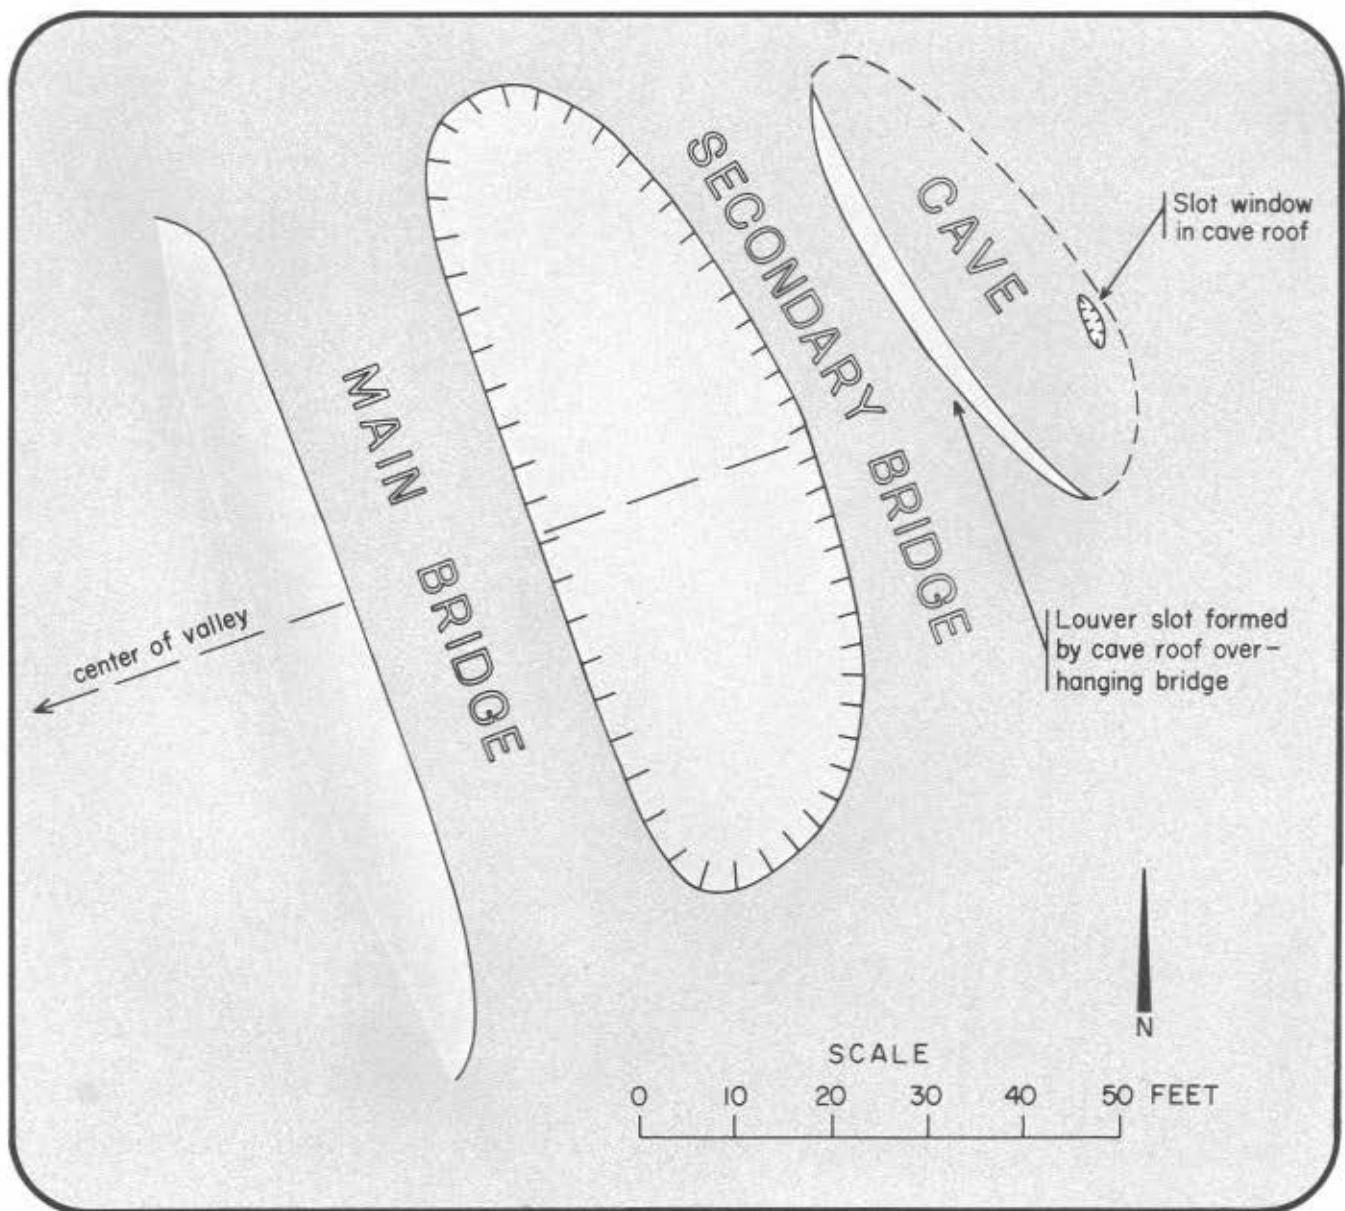 SECONDARY BRIDGE
CAVE
Slot window
in cave roof
MAIN BRIDGE
center of valley
Louver slot formed
by cave roof over-
hanging bridge
N
SCALE
0 10 20 30 40 50 FEET